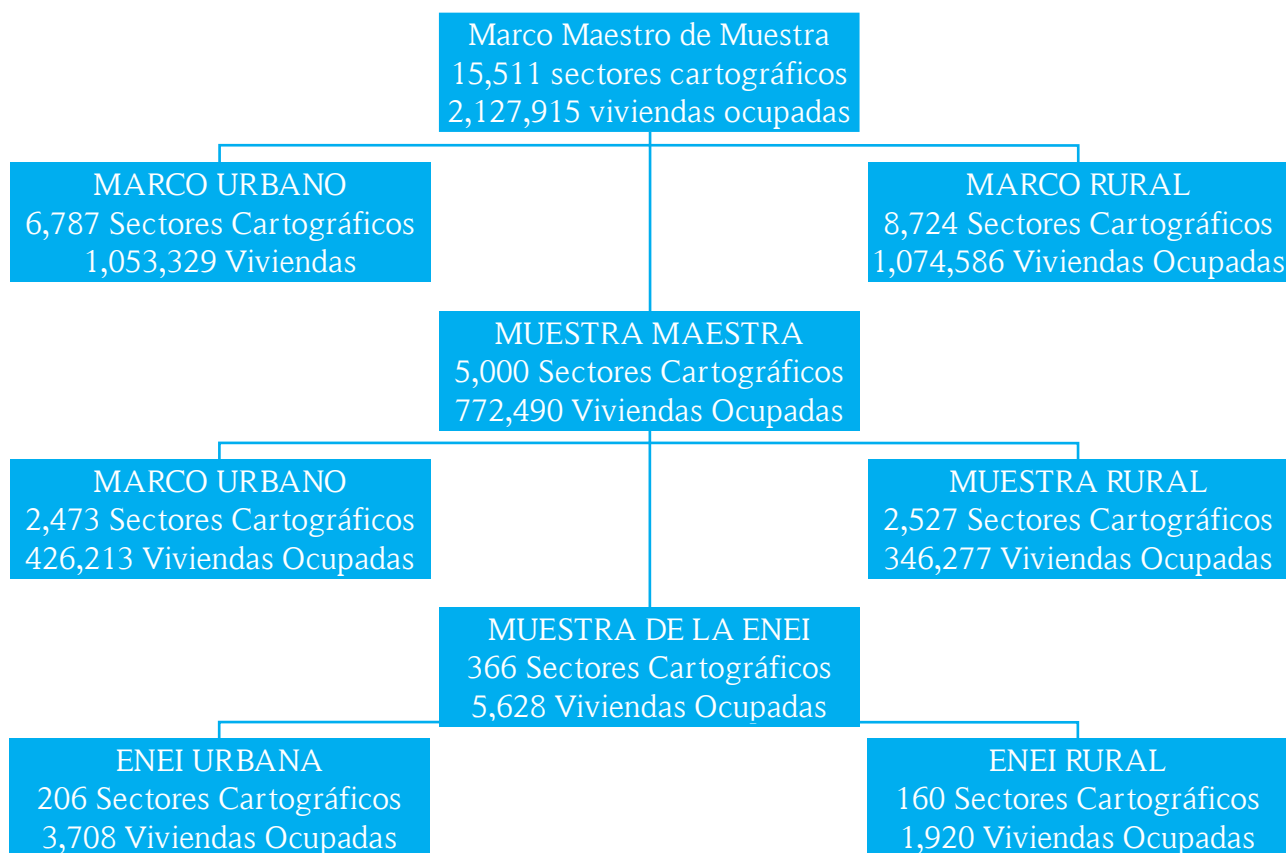 Marco Maestro de Muestra
15,511 sectores cartográficos
2,127,915 viviendas ocupadas
MARCO URBANO
6,787 Sectores Cartográficos
1,053,329 Viviendas
MARCO RURAL
8,724 Sectores Cartográficos
1,074,586 Viviendas Ocupadas
MUESTRA MAESTRA
5,000 Sectores Cartográficos
772,490 Viviendas Ocupadas
MARCO URBANO
2,473 Sectores Cartográficos
426,213 Viviendas Ocupadas
MUESTRA RURAL
2,527 Sectores Cartográficos
346,277 Viviendas Ocupadas
MUESTRA DE LA ENEI
366 Sectores Cartográficos
5,628 Viviendas Ocupadas
ENEI URBANA
206 Sectores Cartográficos
3,708 Viviendas Ocupadas
ENEI RURAL
160 Sectores Cartográficos
1,920 Viviendas Ocupadas